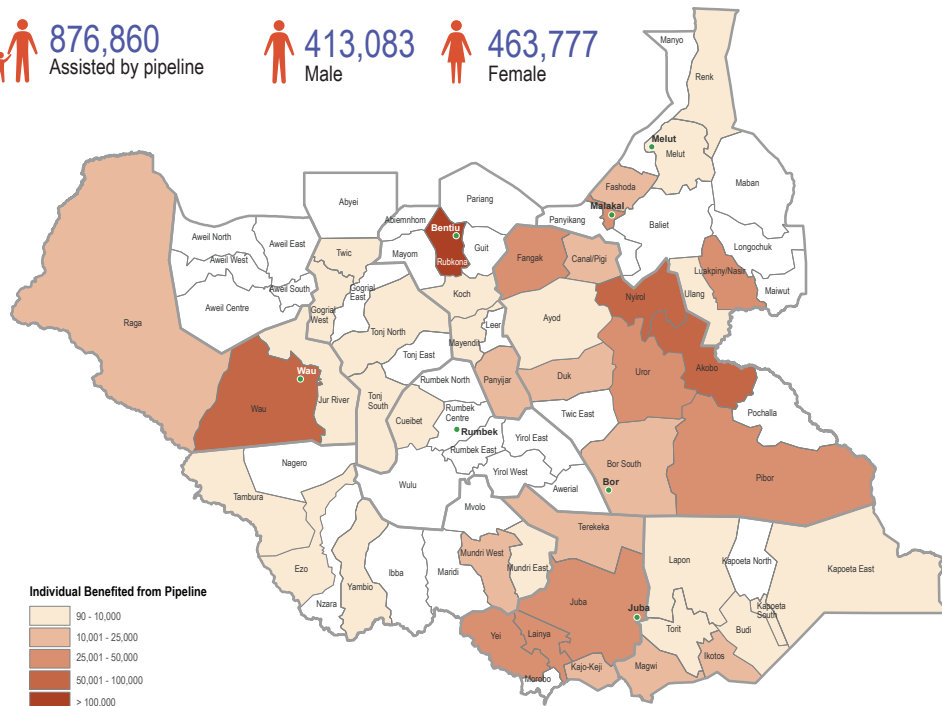 876,860
Assisted by pipeline
413,083
Male
463,777
Female
Manyo
Renk
Melut
Melut
Fashoda
Maban
Malakal
Abyei
Pariang
Abiemnhom
Panyikang
Baliet
Aweil North
Aweil East
Bentiu
Longochuk
Aweil West
Twic
Mayom
Rubkona
Guit
Fangak
Canal/Pigi
Luakpiny/Nasir
Maiwut
Aweil South
Gogrial East
Koch
Nyirol
Ulang
Aweil Centre
Gogrial West
Raga
Tonj North
Leer
Ayod
Mayendit
Tonj East
Wau
Rumbek North
Panyijar
Duk
Uror
Akobo
Wau
Jur River
Tonj South
Cueibet
Rumbek Centre
Rumbek
Twic East
Pochalla
Rumbek East
Yirol East
Nagero
Yirol West
Bor South
Pibor
Wulu
Awerial
Bor
Tambura
Mvolo
Terekeka
Mundri West
Mundri East
Lapon
Kapoeta North
Kapoeta East
Ezo
Yambio
Ibba
Maridi
Nzara
Juba
Juba
Kapoeta South
Yei
Lainya
Torit
Budi
Morobo
Kajo-Keji
Magwi
Ikotos
Individual Benefited from Pipeline
90 - 10,000
10,001 - 25,000
25,001 - 50,000
50,001 - 100,000
> 100,000